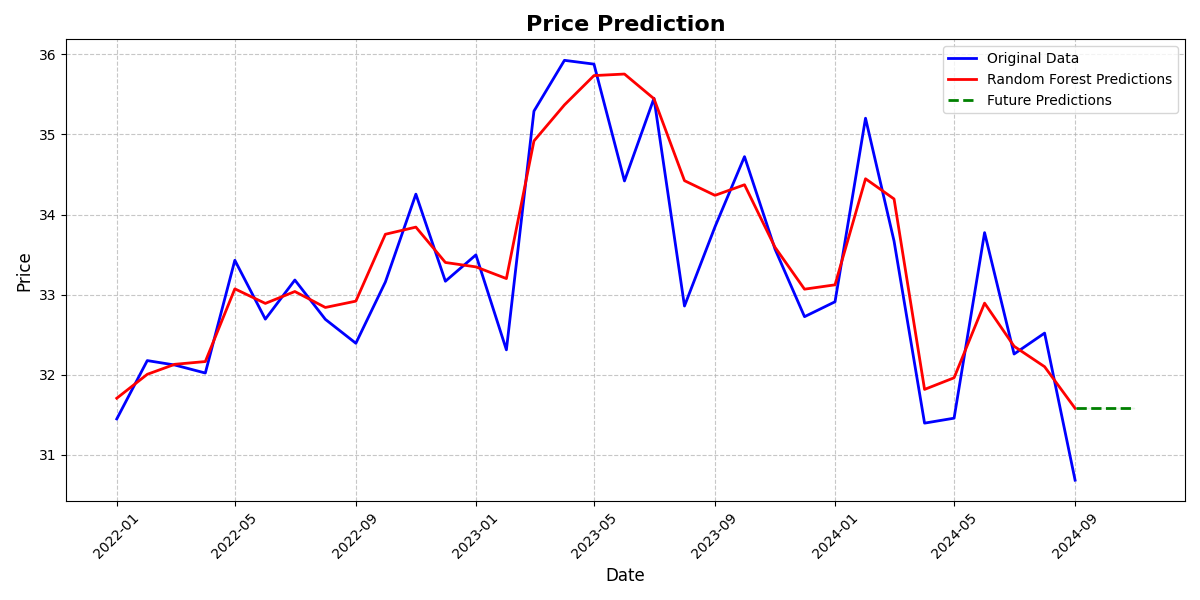 Price Prediction
Original Data
Random Forest Predictions
Future Predictions
Price
36
35
34
33
32
31
2022-01
2022-05
2022-09
2023-01
2023-05
2023-09
2024-01
2024-05
2024-09
Date